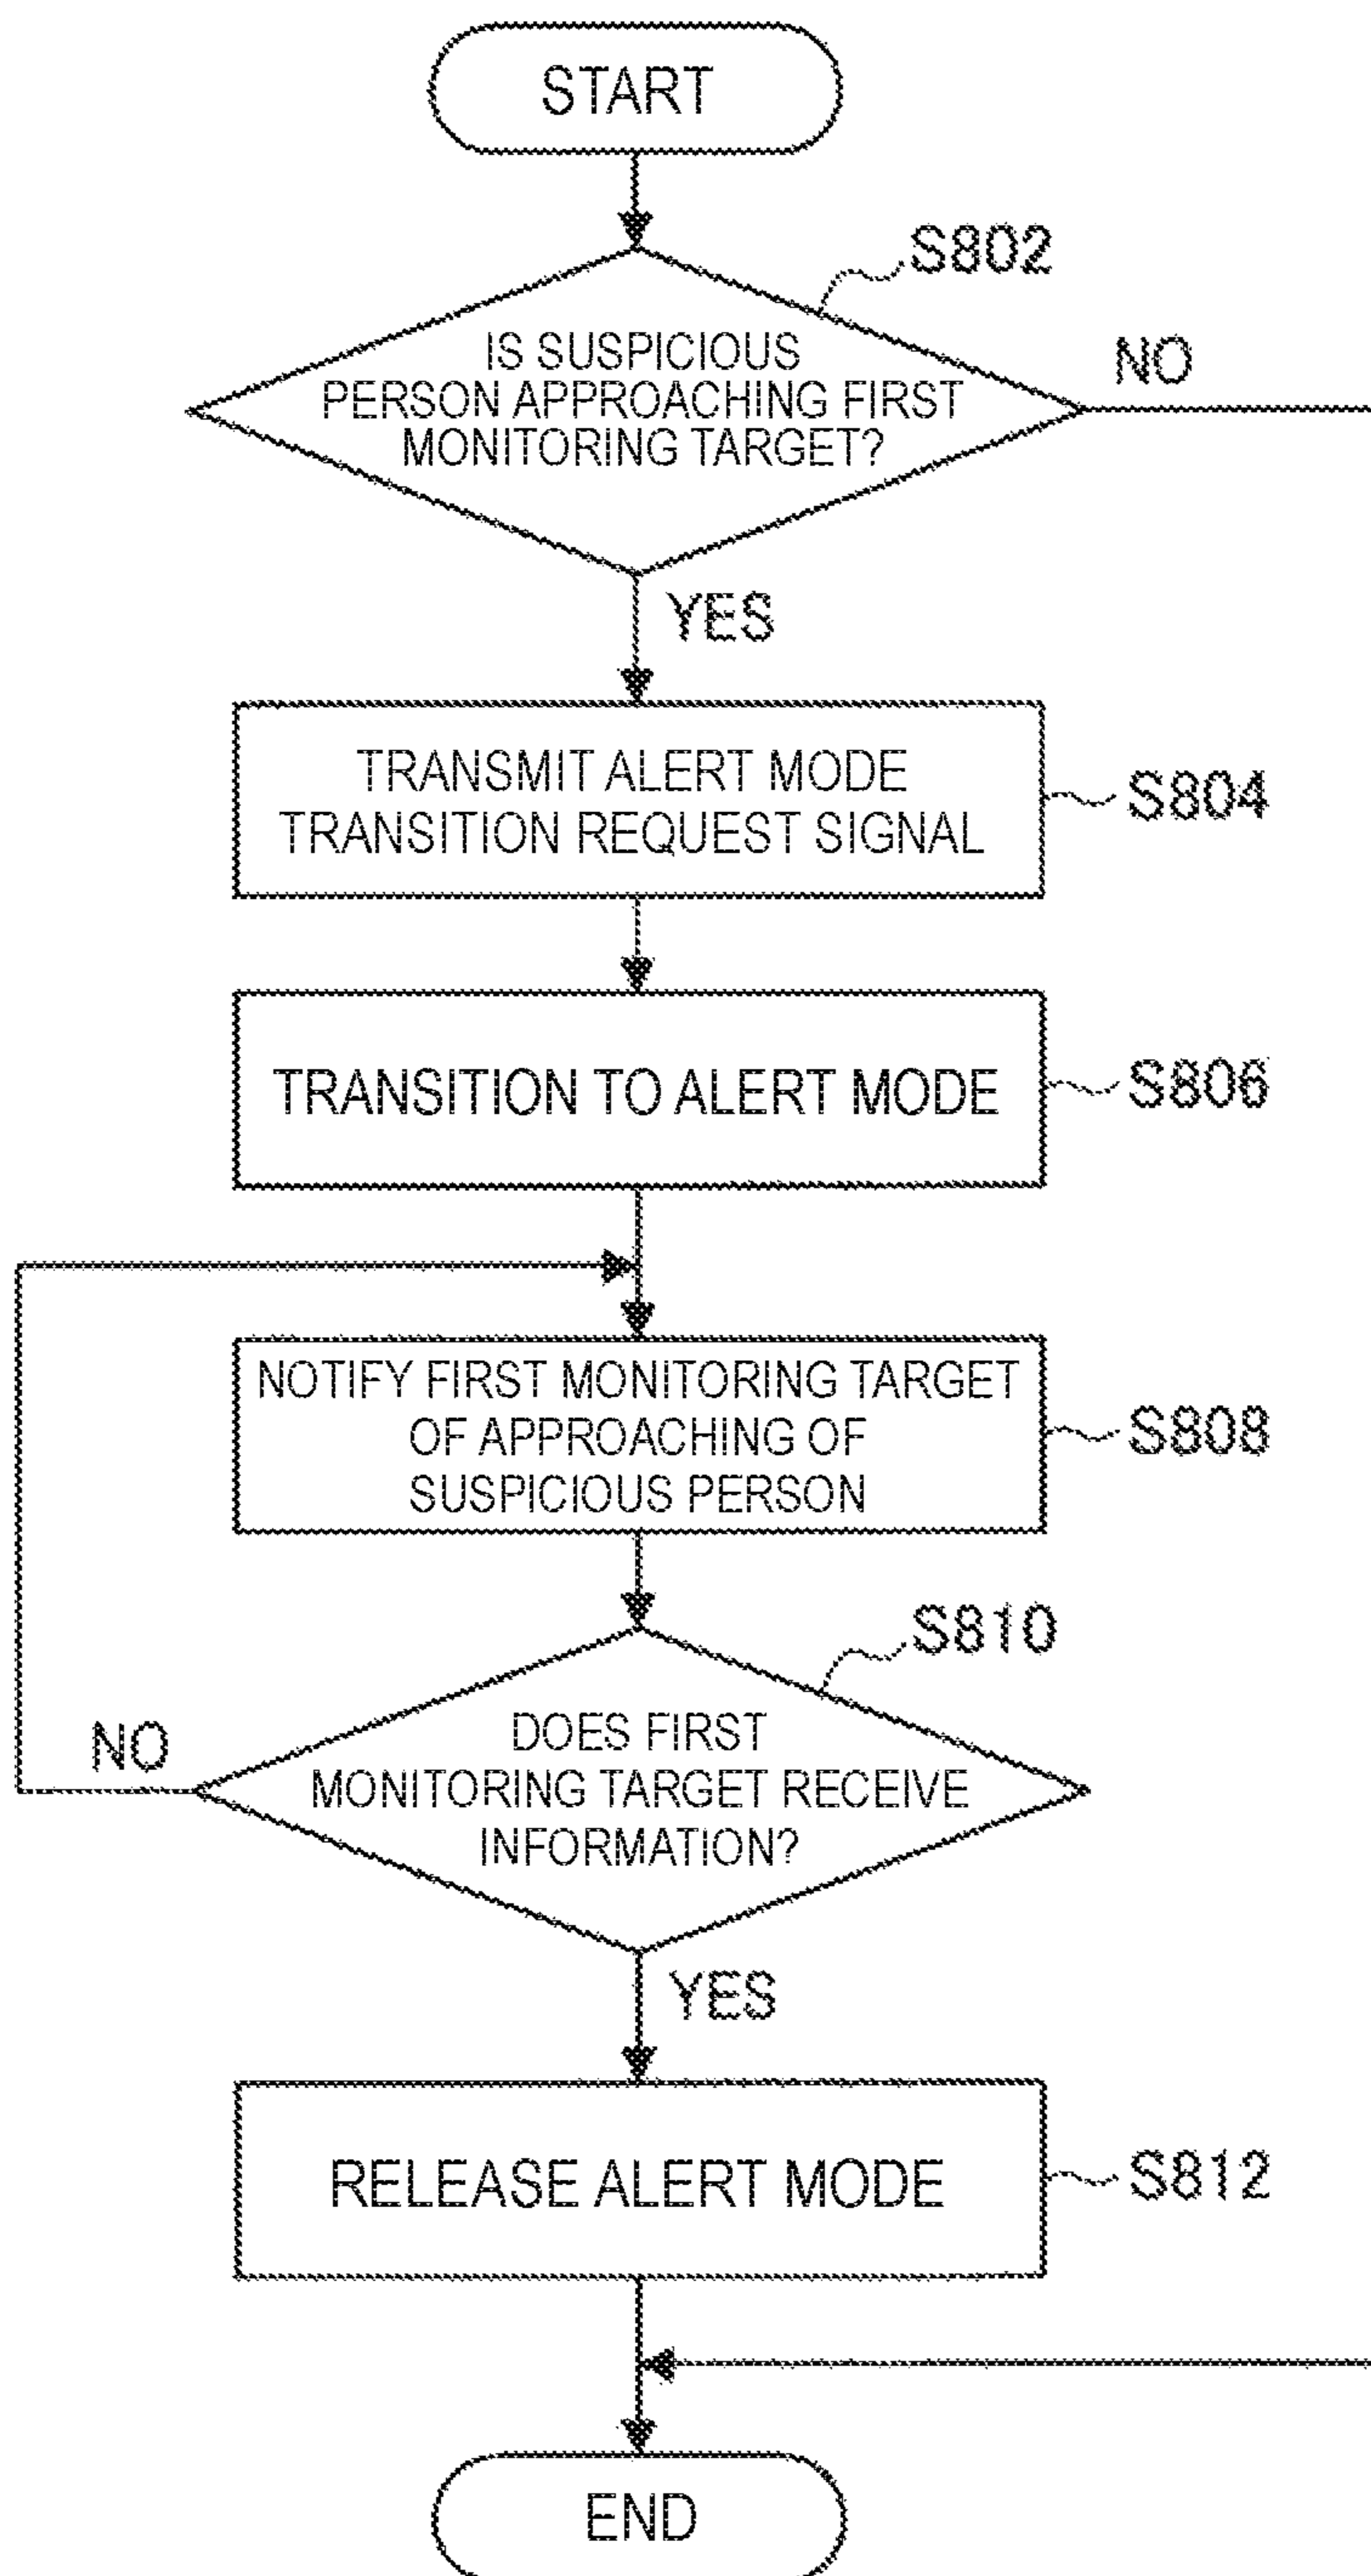 START
S802
IS SUSPICIOUS
PERSON APPROACHING FIRST
MONITORING TARGET?
NO
YES
TRANSMIT ALERT MODE
TRANSITION REQUEST SIGNAL
S804
TRANSITION TO ALERT MODE
S806
NOTIFY FIRST MONITORING TARGET
OF APPROACHING OF
SUSPICIOUS PERSON
S808
S810
DOES FIRST
MONITORING TARGET RECEIVE
INFORMATION?
NO
YES
RELEASE ALERT MODE
S812
END